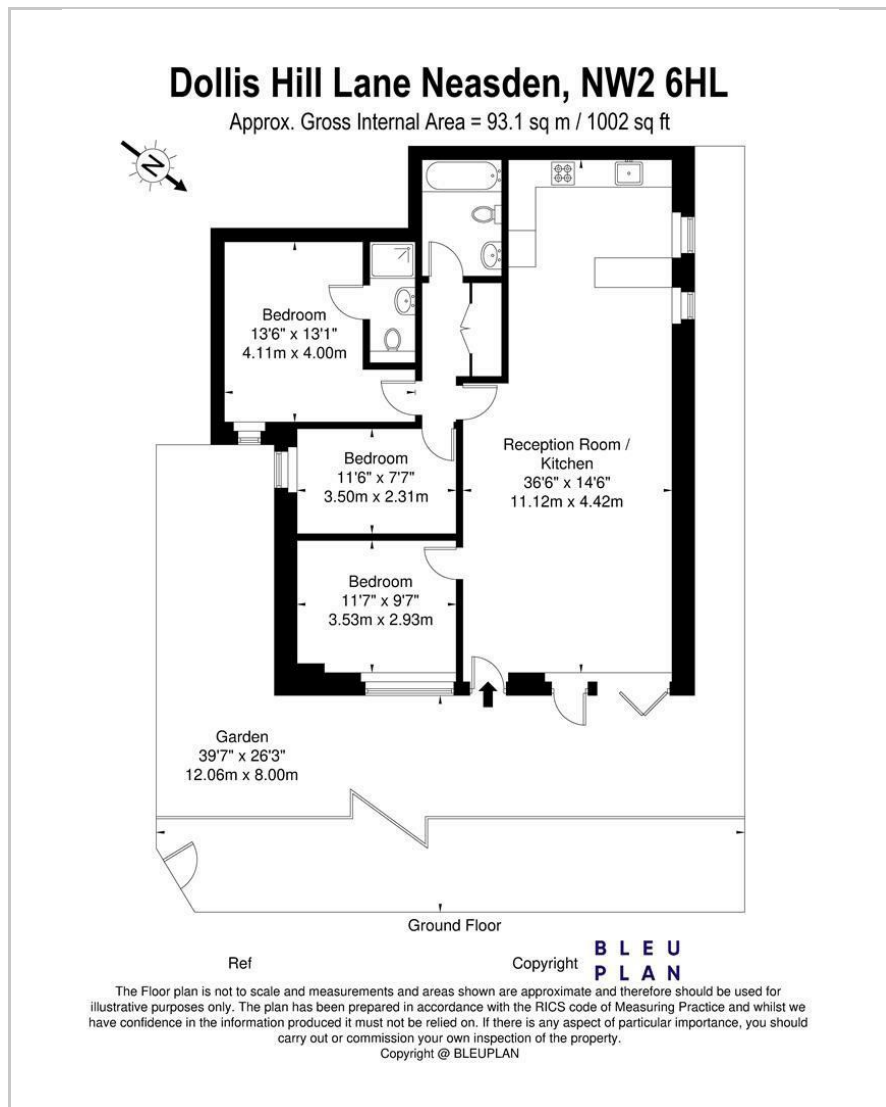 Dollis Hill Lane Neasden, NW2 6HL
Approx. Gross Internal Area = 93.1 sq m / 1002 sq ft
N
Bedroom
13'6" x 13'1"
4.11m x 4.00m
Bedroom
11'6" x 7'7"
3.50m x 2.31m
Reception Room /
Kitchen
36'6" x 14'6"
11.12m x 4.42m
Bedroom
11'7" x 9'7"
3.53m x 2.93m
Garden
39'7" x 26'3"
12.06m x 8.00m
Ground Floor
Ref
Copyright
BLEU
PLAN
The Floor plan is not to scale and measurements and areas shown are approximate and therefore should be used for
illustrative purposes only. The plan has been prepared in accordance with the RICS code of Measuring Practice and whilst we
have confidence in the information produced it must not be relied on. If there is any aspect of particular importance, you should
carry out or commission your own inspection of the property.
Copyright @ BLEUPLAN